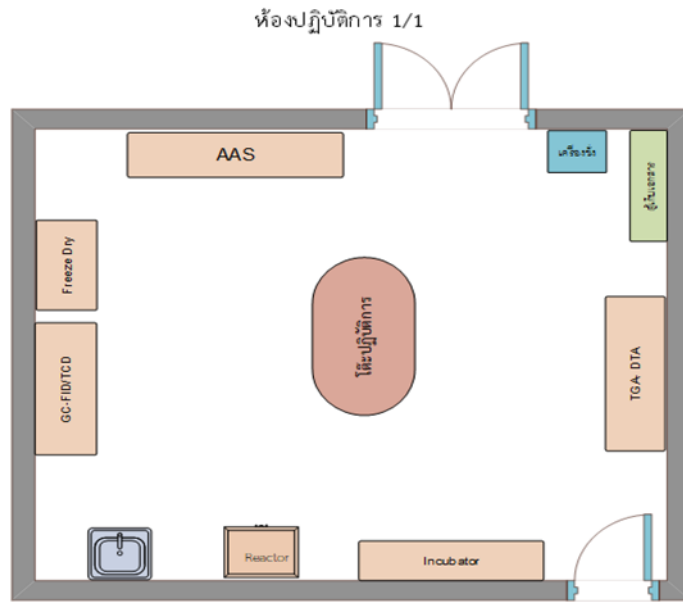 ห้องปฏิบัติการ 1/1
AAS
เครื่องชั่ง
ตู้เก็บเอกสาร
Freeze Dry
โต๊ะปฏิบัติการ
TGA- DTA
GC-FID/TCD
Reactor
Incubator